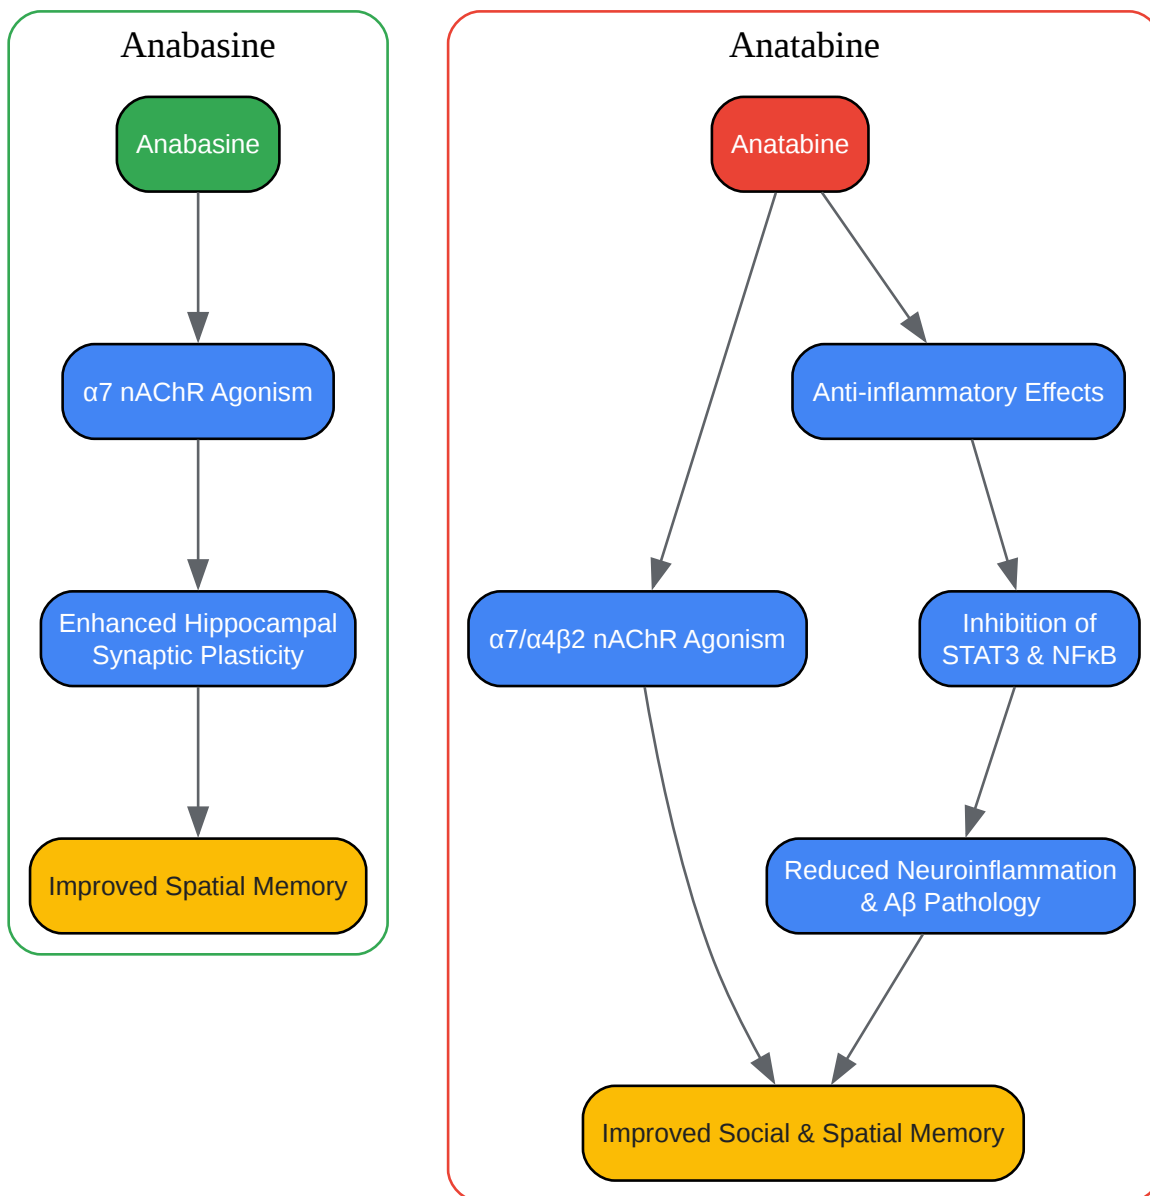 Anabasine
Anabasine
α7 nAChR Agonism
Enhanced Hippocampal
Synaptic Plasticity
Improved Spatial Memory
Anatabine
Anatabine
Anti-inflammatory Effects
α7/α4β2 nAChR Agonism
Inhibition of
STAT3 & NFκB
Reduced Neuroinflammation
& Aβ Pathology
Improved Social & Spatial Memory